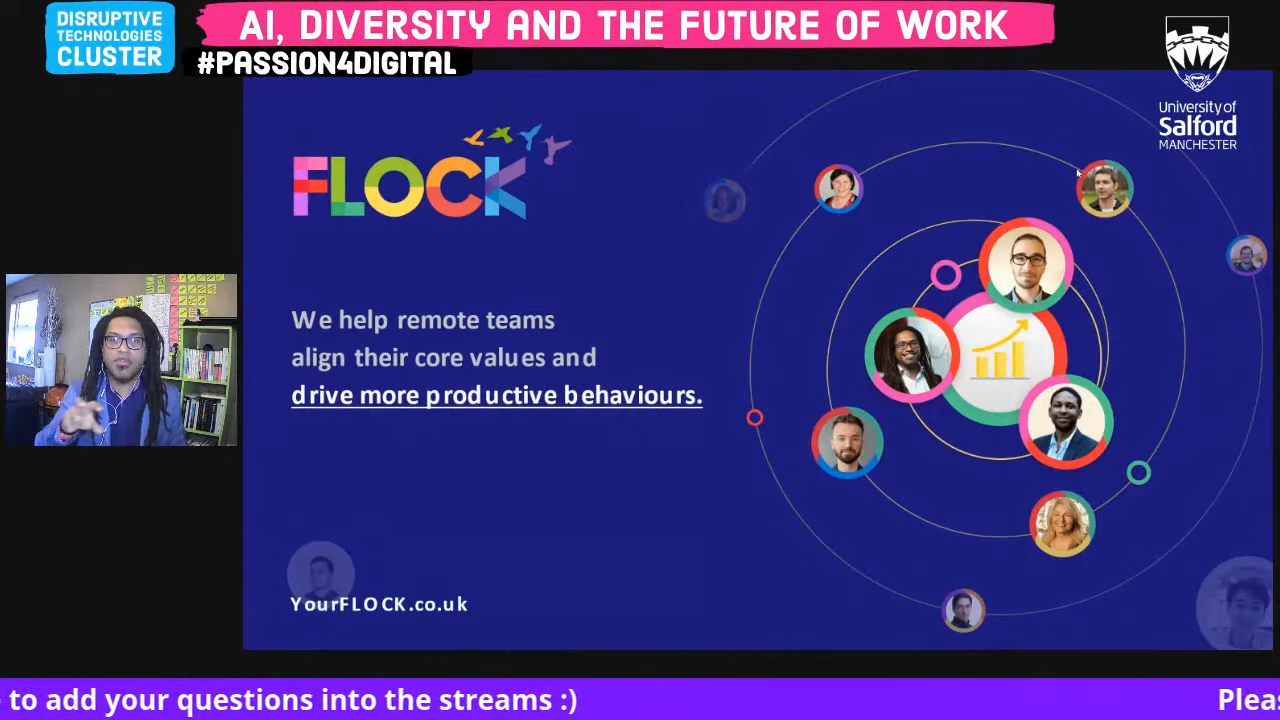 DISRUPTIVE
TECHNOLOGIES
CLUSTER
AI, DIVERSITY AND THE FUTURE OF WORK
#PASSION4DIGITAL
University of
Salford
MANCHESTER
FLOCK
We help remote teams
align their core values and
drive more productive behaviours.
YourFLOCK.co.uk
to add your questions into the streams :)
Pleas